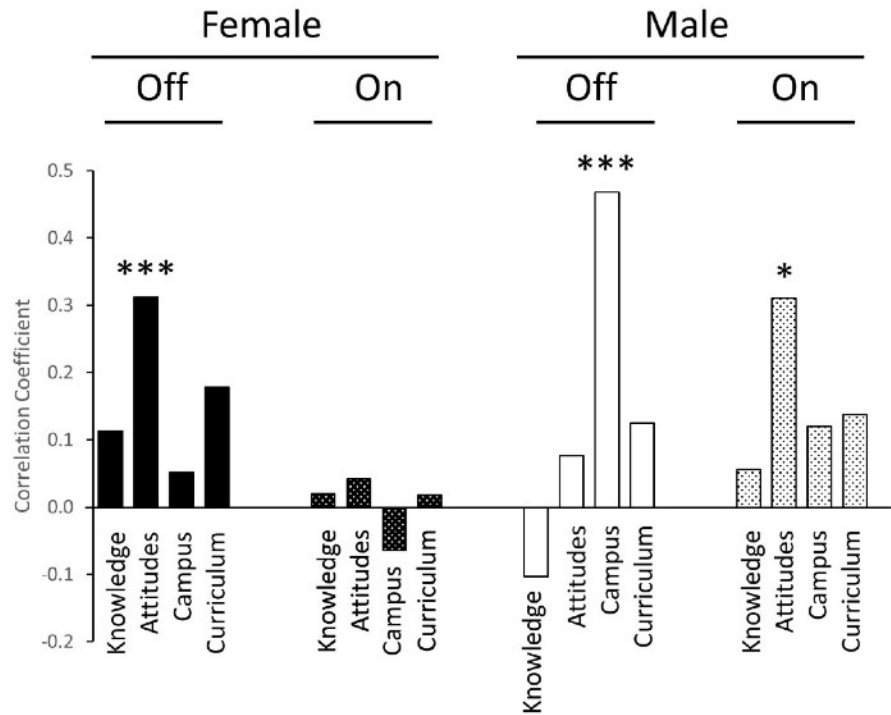 Female Male
Off On Off On
*** * ***
0.5
0.4
0.3
0.2
0.1
0.0
-0.1
-0.2
Correlation Coefficient
Knowledge
Attitudes
Campus
Curriculum
Knowledge
Attitudes
Campus
Curriculum
Knowledge
Attitudes
Campus
Curriculum
Knowledge
Attitudes
Campus
Curriculum